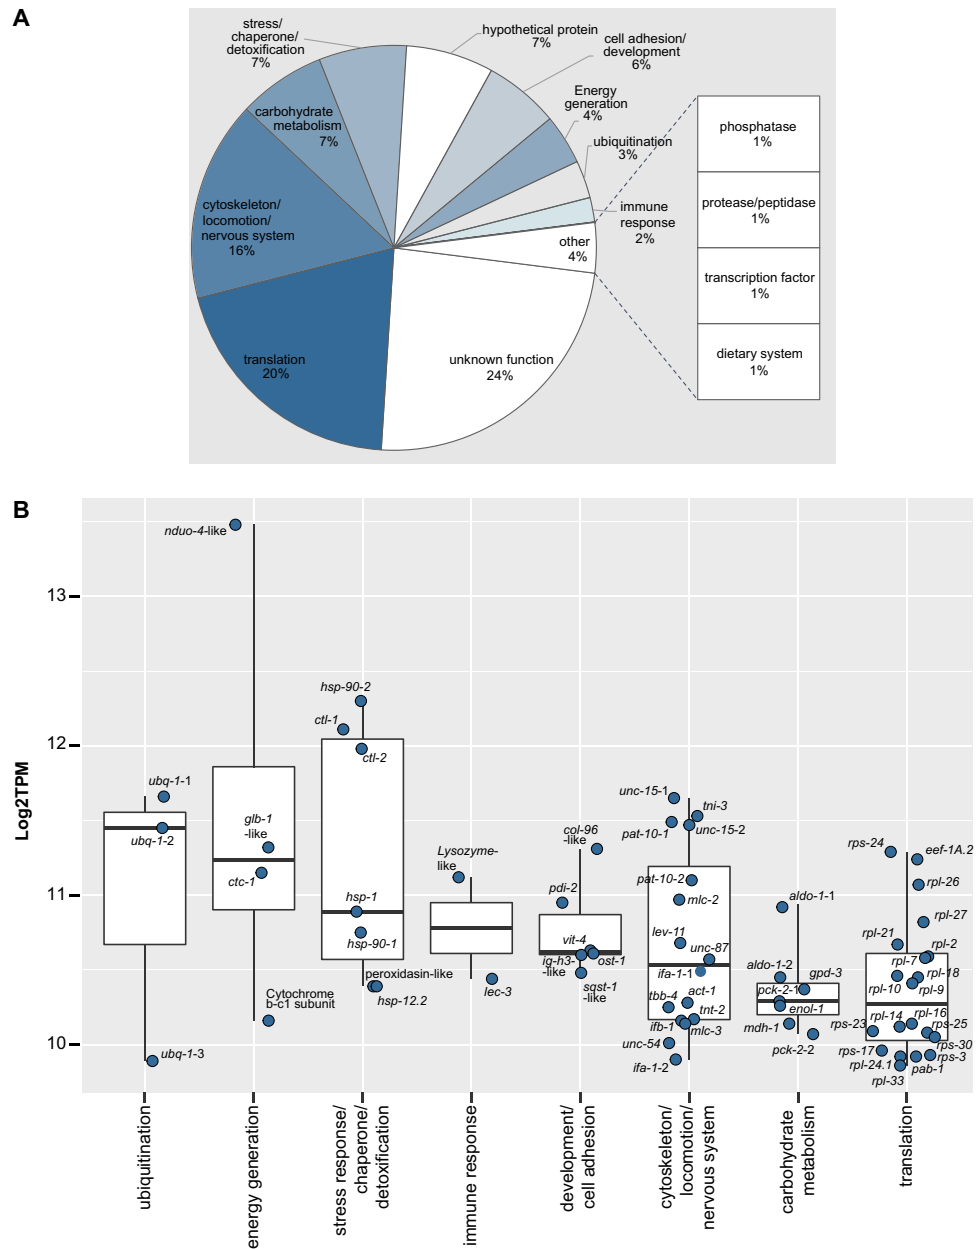 A
stress/
chaperone/
detoxification
7%
hypothetical protein
7%
cell adhesion/
development
6%
Energy
generation
4%
ubiquitination
3%
immune
response
2%
other
4%
carbohydrate
metabolism
7%
cytoskeleton/
locomotion/
nervous system
16%
translation
20%
unknown function
24%
phosphatase
1%
protease/peptidase
1%
transcription factor
1%
dietary system
1%
B
Log2TPM
13
12
11
10
nduo-4-like
ubq-1-1
ubq-1-2
ubq-1-3
glb-1
-like
ctc-1
Cytochrome
b-c1 subunit
hsp-90-2
ctl-1
ctl-2
hsp-1
hsp-90-1
peroxidasin-like
hsp-12.2
Lysozyme-
like
lec-3
col-96
-like
pdi-2
vit-4
ig-h3-
-like
ost-1
sqst-1
-like
unc-15-1
tni-3
pat-10-1
unc-15-2
pat-10-2
mlc-2
lev-11
unc-87
ifa-1-1
tbb-4
act-1
tnt-2
ifb-1
mlc-3
unc-54
ifa-1-2
aldo-1-1
aldo-1-2
gpd-3
pck-2-1
enol-1
mdh-1
pck-2-2
rps-24
eef-1A.2
rpl-26
rpl-27
rpl-21
rpl-2
rpl-7
rpl-18
rpl-10
rpl-9
rpl-14
rpl-16
rps-23
rps-25
rps-30
rps-17
rps-3
rpl-24.1
pab-1
rpl-33
ubiquitination
energy generation
stress response/
chaperone/
detoxification
immune response
development/
cell adhesion
cytoskeleton/
locomotion/
nervous system
carbohydrate
metabolism
translation